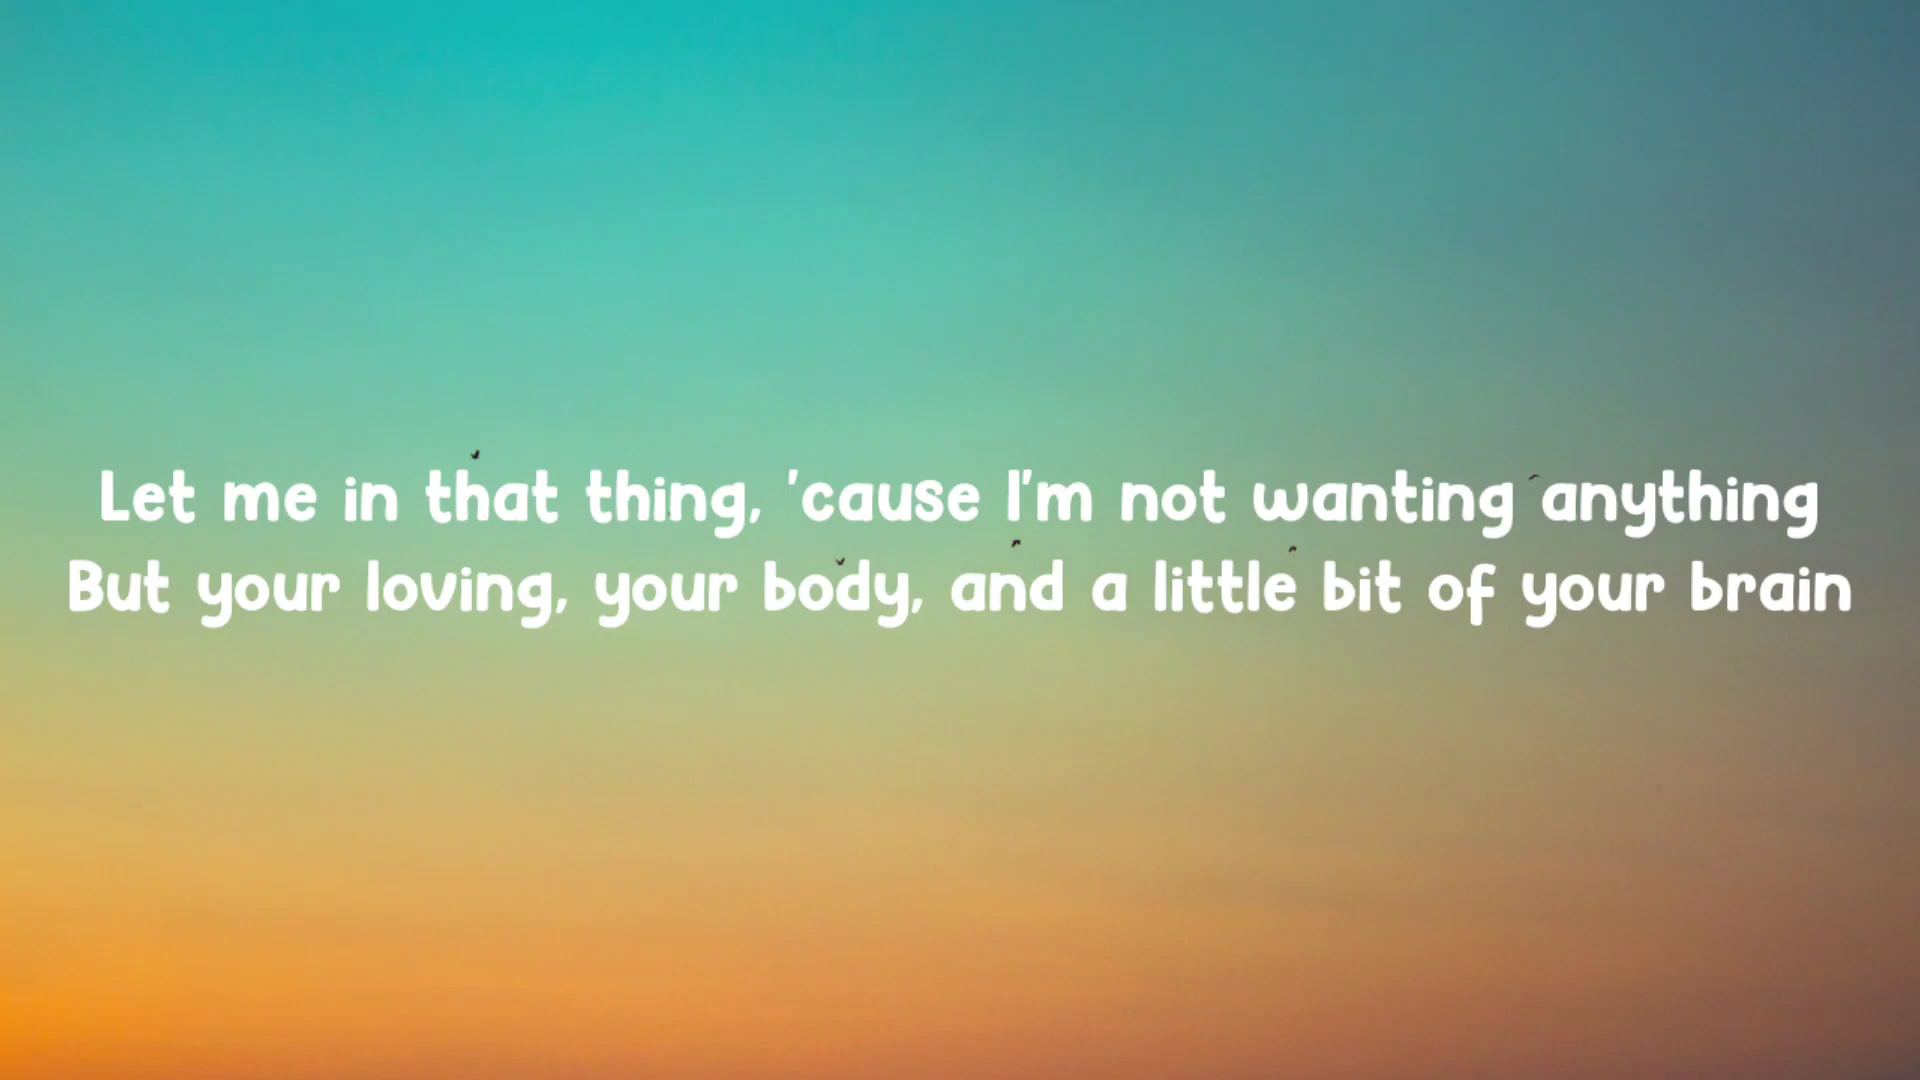 Let me in that thing, 'cause I'm not wanting anything
But your loving, your body, and a little bit of your brain